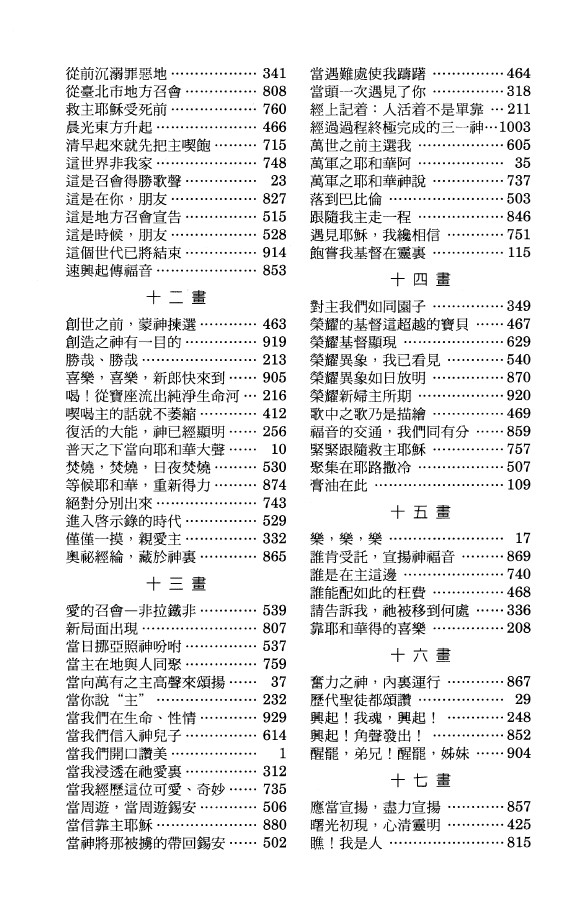 從前沉溺罪惡地 ……………… 341
從臺北市地方召會 …………… 808
救主耶穌受死前 ……………… 760
晨光東方升起 ………………… 466
清早起來就先把主喫飽 ……… 715
這世界非我家 ………………… 748
這是召會得勝歌聲 …………… 23
這是在你，朋友 ……………… 827
這是地方召會宣告 …………… 515
這是時候，朋友 ……………… 528
這個世代已將結束 …………… 914
速興起傳福音 ………………… 853
十二畫
創世之前，蒙神揀選 ………… 463
創造之神有一目的 …………… 919
勝哉、勝哉 …………………… 213
喜樂，喜樂，新郎快來到 …… 905
喝！從寶座流出純淨生命河 … 216
喫喝主的話就不萎縮 ………… 412
復活的大能，神已經顯明 …… 256
普天之下當向耶和華大聲 …… 10
焚燒，焚燒，日夜焚燒 ……… 530
等候耶和華，重新得力 ……… 874
絕對分別出來 ………………… 743
進入啓示錄的時代 …………… 529
僅僅一摸，親愛主 …………… 332
奧祕經綸，藏於神裏 ………… 865
十三畫
愛的召會—非拉鐵非 ………… 539
新局面出現 …………………… 807
當日挪亞照神吩咐 …………… 537
當主在地與人同聚 …………… 759
當向萬有之主高聲來頌揚 …… 37
當你說“主” ………………… 232
當我們在生命、性情 ………… 929
當我們信入神兒子 …………… 614
當我們開口讚美 ……………… 1
當我浸透在祂愛裏 …………… 312
當我經歷這位可愛、奇妙 …… 735
當周遊，當周遊錫安 ………… 506
當信靠主耶穌 ………………… 880
當神將那被擄的帶回錫安 …… 502
當遇難處使我躊躇 …………… 464
當頭一次遇見了你 …………… 318
經上記着：人活着不是單靠 … 211
經過過程終極完成的三一神 … 1003
萬世之前主選我 ……………… 605
萬軍之耶和華阿 ……………… 35
萬軍之耶和華神說 …………… 737
落到巴比倫 …………………… 503
跟隨我主走一程 ……………… 846
遇見耶穌，我纔相信 ………… 751
飽嘗我基督在靈裏 …………… 115
十四畫
對主我們如同園子 …………… 349
榮耀的基督這超越的寶貝 …… 467
榮耀基督顯現 ………………… 629
榮耀異象，我已看見 ………… 540
榮耀異象如日放明 …………… 870
榮耀新婦主所期 ……………… 920
歌中之歌乃是描繪 …………… 469
福音的交通，我們同有分 …… 859
緊緊跟隨救主耶穌 …………… 757
聚集在耶路撒冷 ……………… 507
膏油在此 ……………………… 109
十五畫
樂，樂，樂 …………………… 17
誰肯受託，宣揚神福音 ……… 869
誰是在主這邊 ………………… 740
誰能配如此的枉費 …………… 468
請告訴我，祂被移到何處 …… 336
靠耶和華得的喜樂 …………… 208
十六畫
奮力之神，內裏運行 ………… 867
歷代聖徒都頌讚 ……………… 29
興起！我魂，興起！ ………… 248
興起！角聲發出！ …………… 852
醒罷，弟兄！醒罷，姊妹 …… 904
十七畫
應當宣揚，盡力宣揚 ………… 857
曙光初現，心清靈明 ………… 425
瞧！我是人 …………………… 815